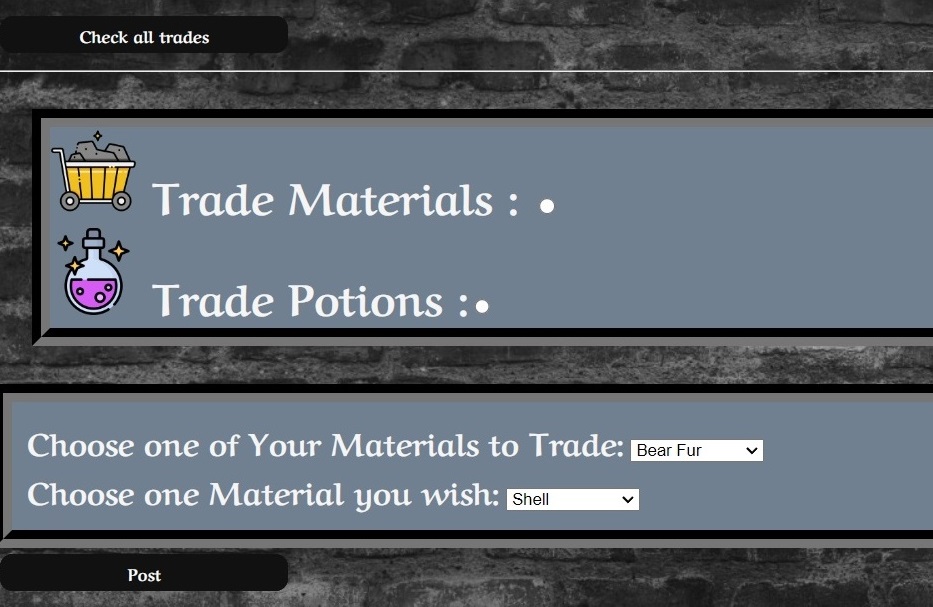 Check all trades
Trade Materials :
Trade Potions :
Choose one of Your Materials to Trade: Bear Fur
Choose one Material you wish: Shell
Post